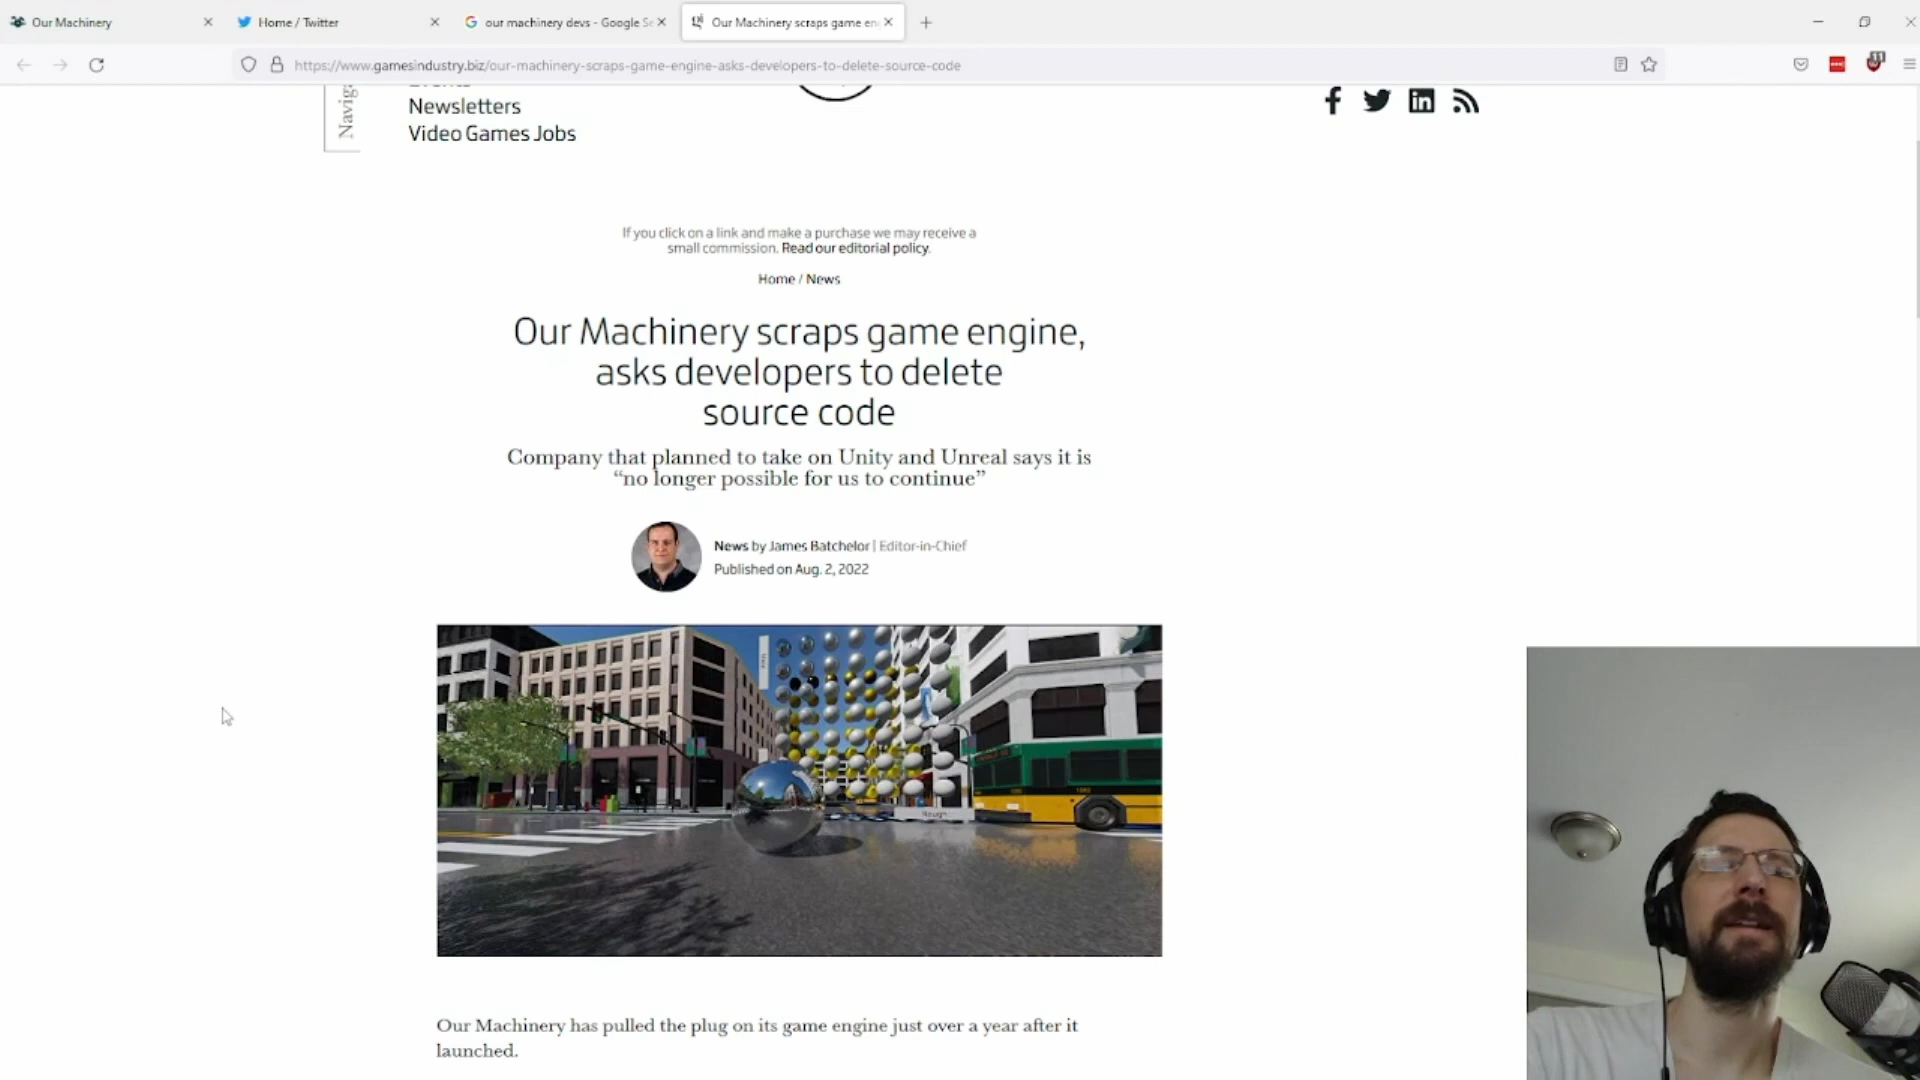 Our Machinery
Home / Twitter
our machinery devs - Google Se
Our Machinery scraps game en
https://www.gamesindustry.biz/our-machinery-scraps-game-engine-asks-developers-to-delete-source-code
11
Events
Newsletters
Video Games Jobs
Naviga
If you click on a link and make a purchase we may receive a
small commission. Read our editorial policy.
Home / News
Our Machinery scraps game engine,
asks developers to delete
source code
Company that planned to take on Unity and Unreal says it is
“no longer possible for us to continue”
News by James Batchelor | Editor-in-Chief
Published on Aug. 2, 2022
Rough
Our Machinery has pulled the plug on its game engine just over a year after it
launched.